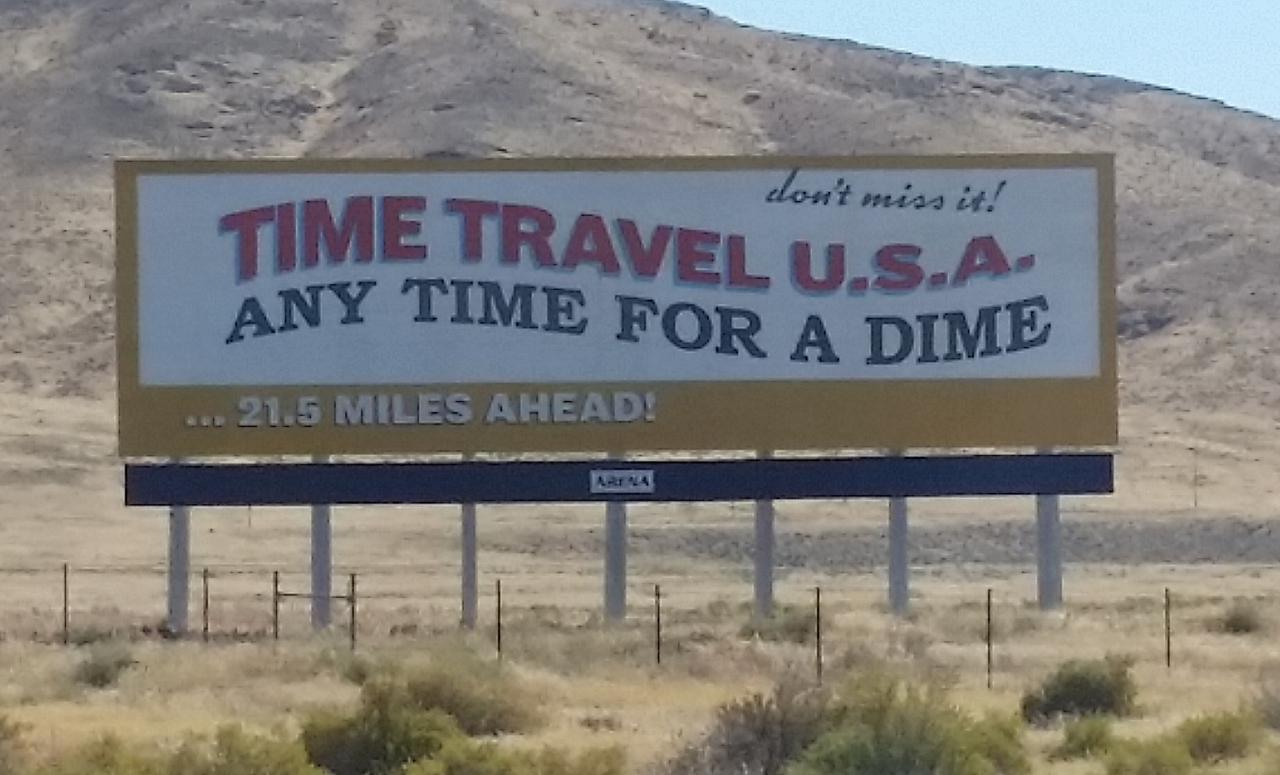 don't miss it!
TIME TRAVEL U.S.A.
ANY TIME FOR A DIME
... 21.5 MILES AHEAD!
ARENA